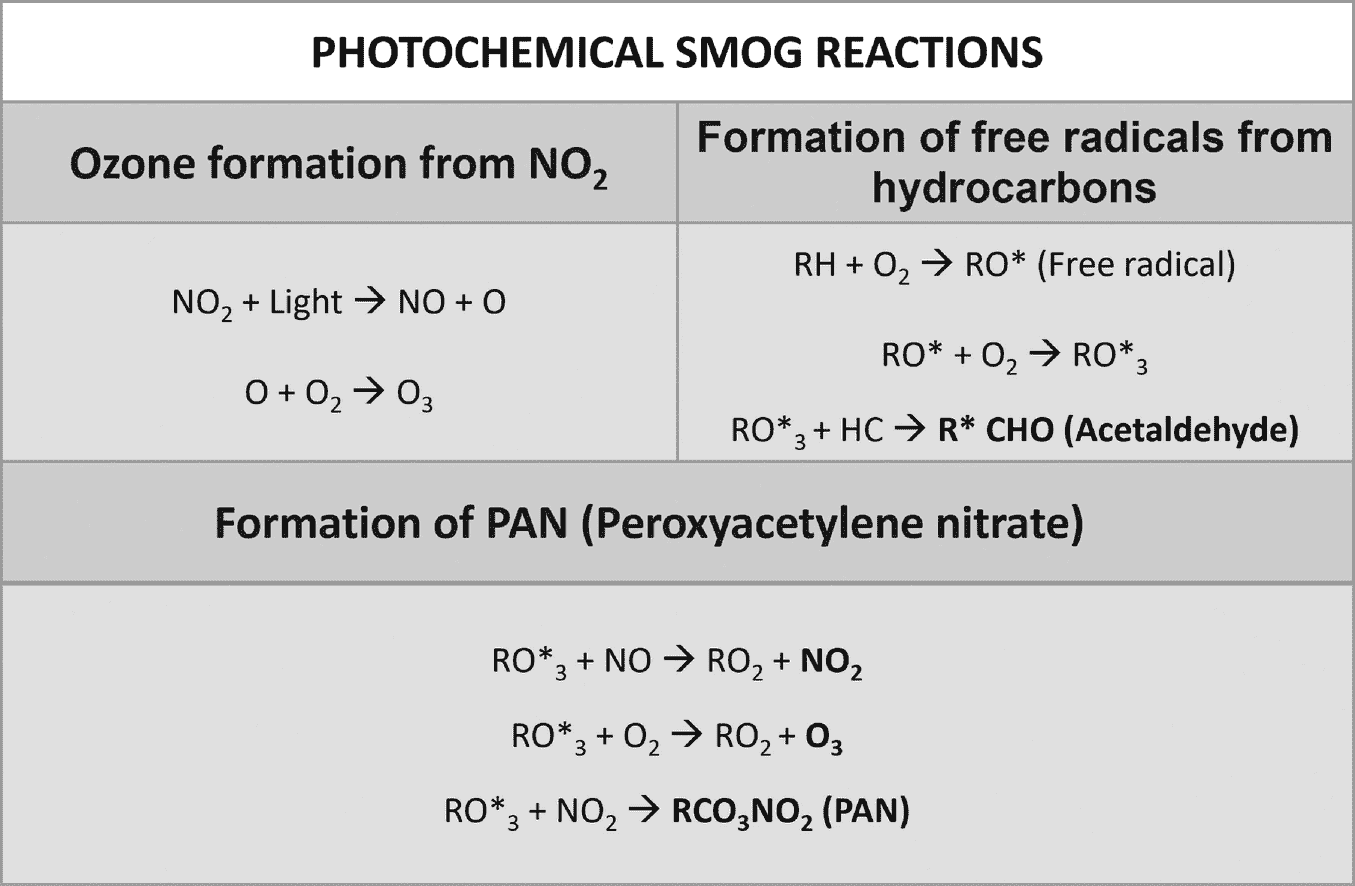 PHOTOCHEMICAL SMOG REACTIONS
Ozone formation from NO₂
NO₂ + Light → NO + O
O + O₂ → O₃
Formation of free radicals from
hydrocarbons
RH + O₂ → RO* (Free radical)
RO* + O₂ → RO*₃
RO*₃ + HC → R* CHO (Acetaldehyde)
Formation of PAN (Peroxyacetylene nitrate)
RO*₃ + NO → RO₂ + NO₂
RO*₃ + O₂ → RO₂ + O₃
RO*₃ + NO₂ → RCO₃NO₂ (PAN)